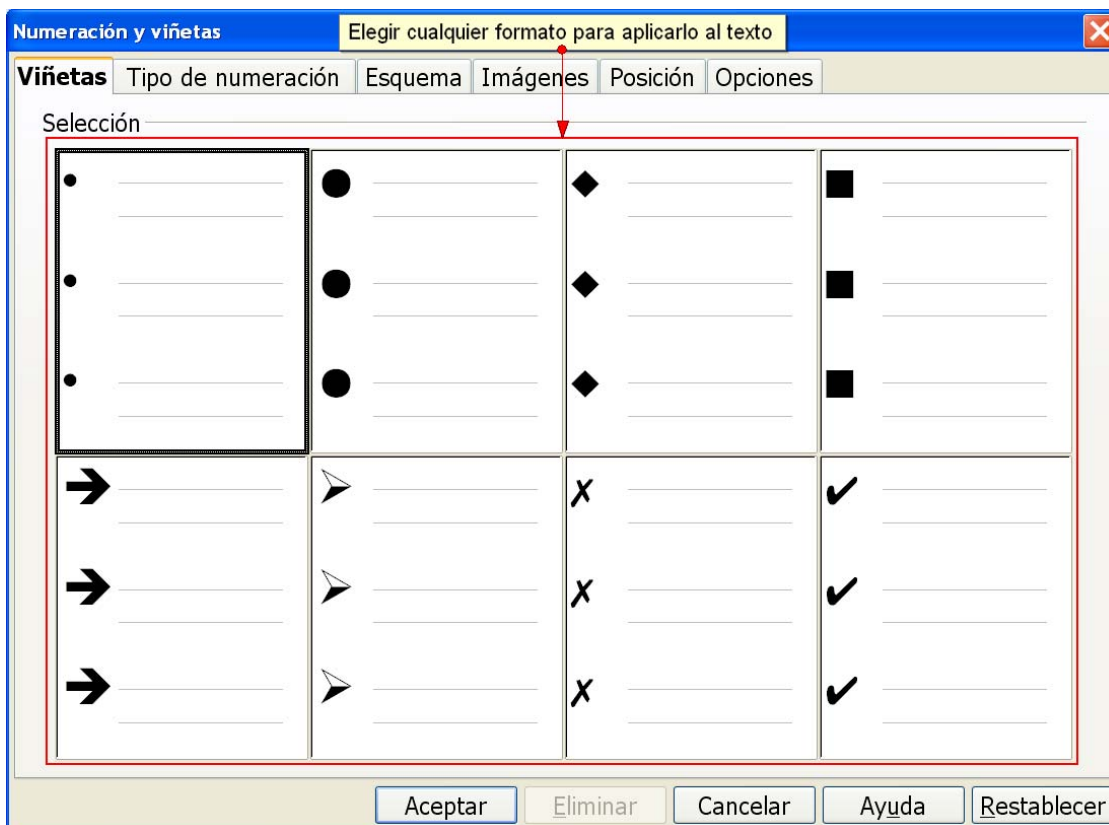 Numeración y viñetas
Elegir cualquier formato para aplicarlo al texto
Viñetas Tipo de numeración Esquema Imágenes Posición Opciones
Selección
Aceptar Eliminar Cancelar Ayuda Restablecer